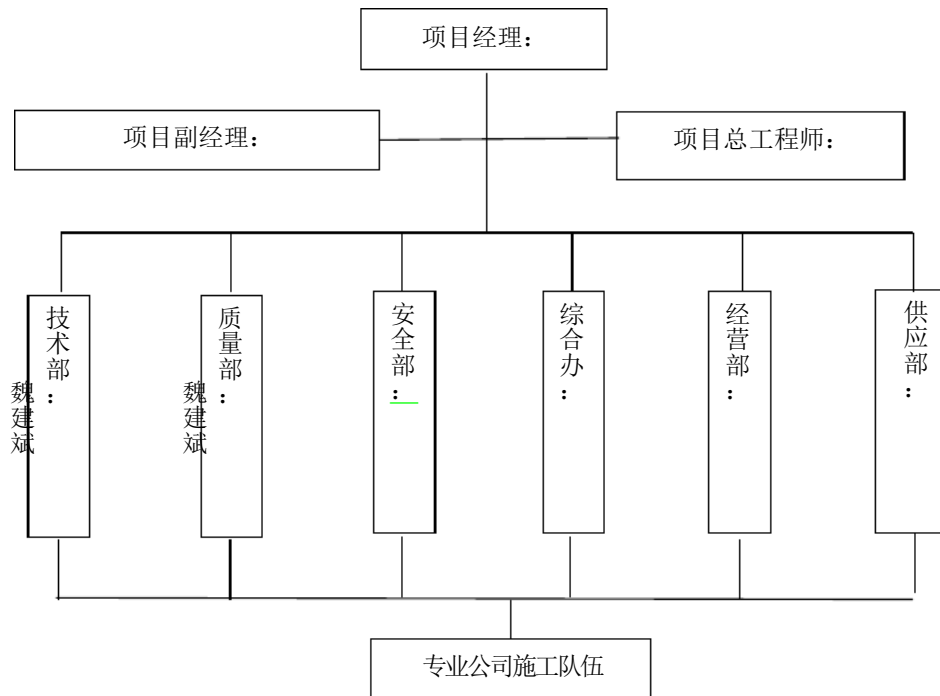 项目经理：
项目副经理：
项目总工程师：
技术部：
魏建斌
质量部：
魏建斌
安全部：
综合办：
经营部：
供应部：
专业公司施工队伍